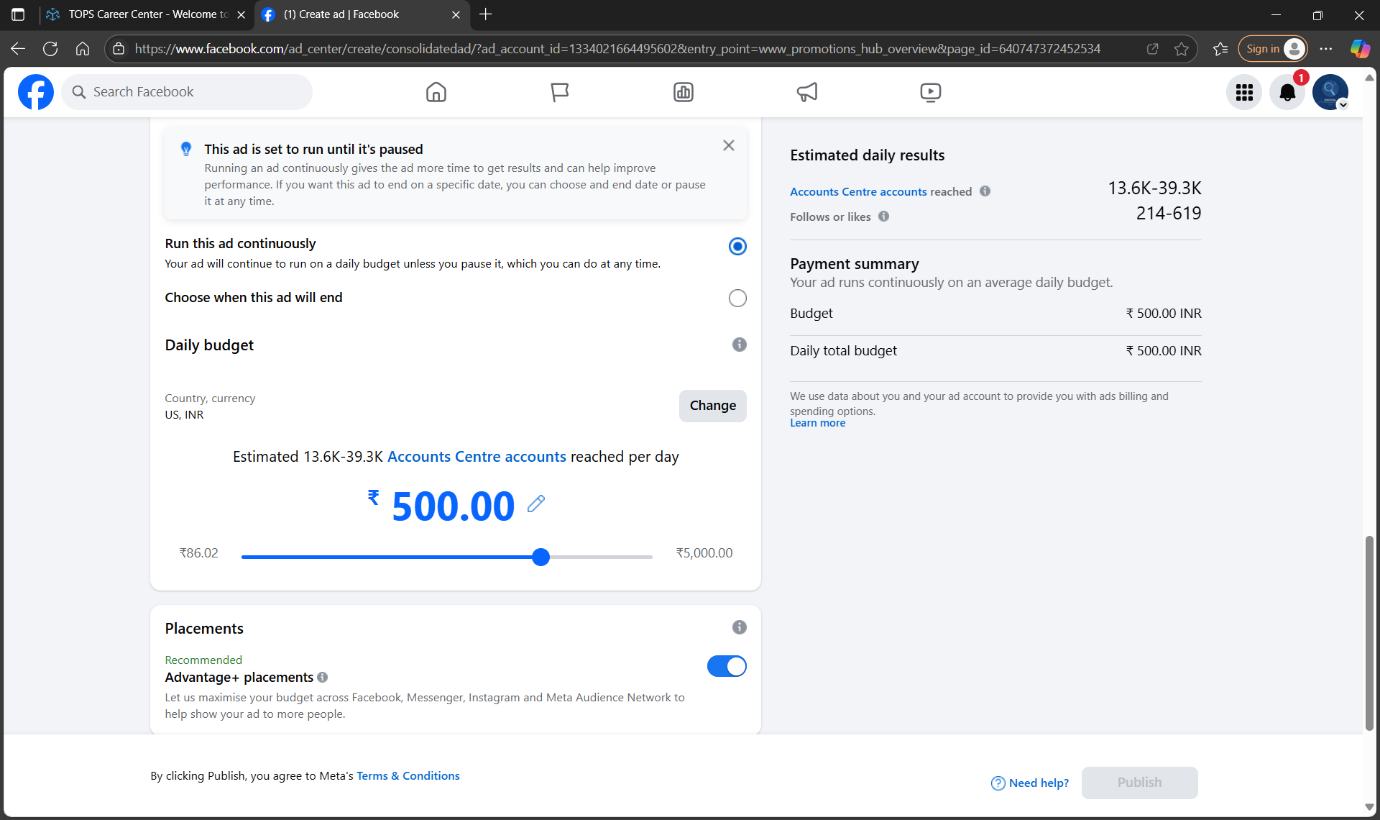 TOPS Career Center - Welcome to
(1) Create ad | Facebook
https://www.facebook.com/ad_center/create/consolidatedad/?ad_account_id=1334021664495602&entry_point=www_promotions_hub_overview&page_id=640747372452534
Sign in
Search Facebook
1
This ad is set to run until it's paused
Running an ad continuously gives the ad more time to get results and can help improve
performance. If you want this ad to end on a specific date, you can choose and end date or pause
it at any time.
Run this ad continuously
Your ad will continue to run on a daily budget unless you pause it, which you can do at any time.
Choose when this ad will end
Daily budget
Country, currency
US, INR
Change
Estimated 13.6K-39.3K Accounts Centre accounts reached per day
₹ 500.00
₹86.02
₹5,000.00
Placements
Recommended
Advantage+ placements
Let us maximise your budget across Facebook, Messenger, Instagram and Meta Audience Network to
help show your ad to more people.
Estimated daily results
Accounts Centre accounts reached 13.6K-39.3K
Follows or likes 214-619
Payment summary
Your ad runs continuously on an average daily budget.
Budget ₹ 500.00 INR
Daily total budget ₹ 500.00 INR
We use data about you and your ad account to provide you with ads billing and
spending options.
Learn more
By clicking Publish, you agree to Meta's Terms & Conditions
Need help?
Publish